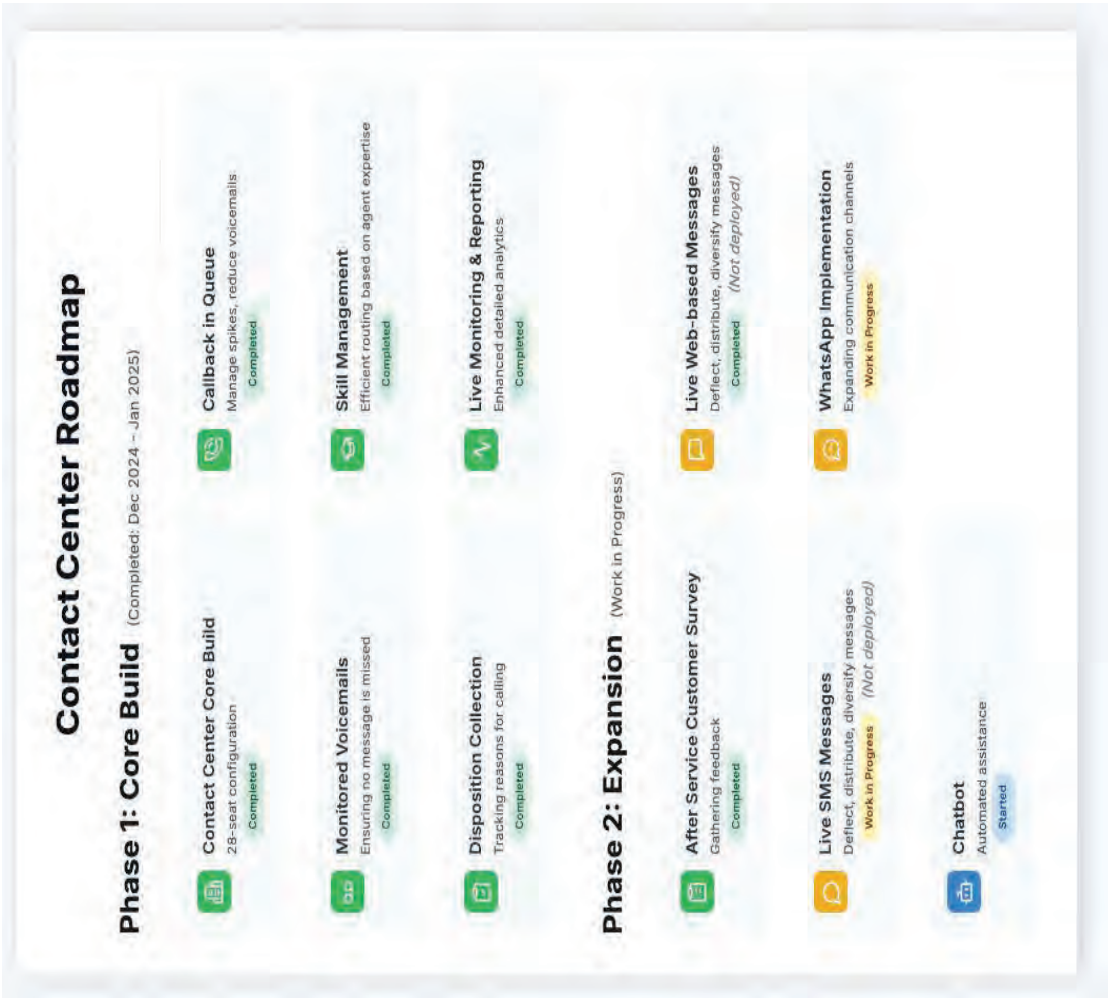 Contact Center Roadmap
Phase 1: Core Build (Completed: Dec 2024 – Jan 2025)
Contact Center Core Build
28-seat configuration
Completed
Callback in Queue
Manage spikes, reduce voicemails
Completed
Monitored Voicemails
Ensuring no message is missed
Completed
Skill Management
Efficient routing based on agent expertise
Completed
Disposition Collection
Tracking reasons for calling
Completed
Live Monitoring & Reporting
Enhanced detailed analytics
Completed
Phase 2: Expansion (Work in Progress)
After Service Customer Survey
Gathering feedback
Completed
Live Web-based Messages
Deflect, distribute, diversify messages
Completed (Not deployed)
Live SMS Messages
Deflect, distribute, diversify messages
Work in Progress (Not deployed)
WhatsApp Implementation
Expanding communication channels
Work in Progress
Chatbot
Automated assistance
Started